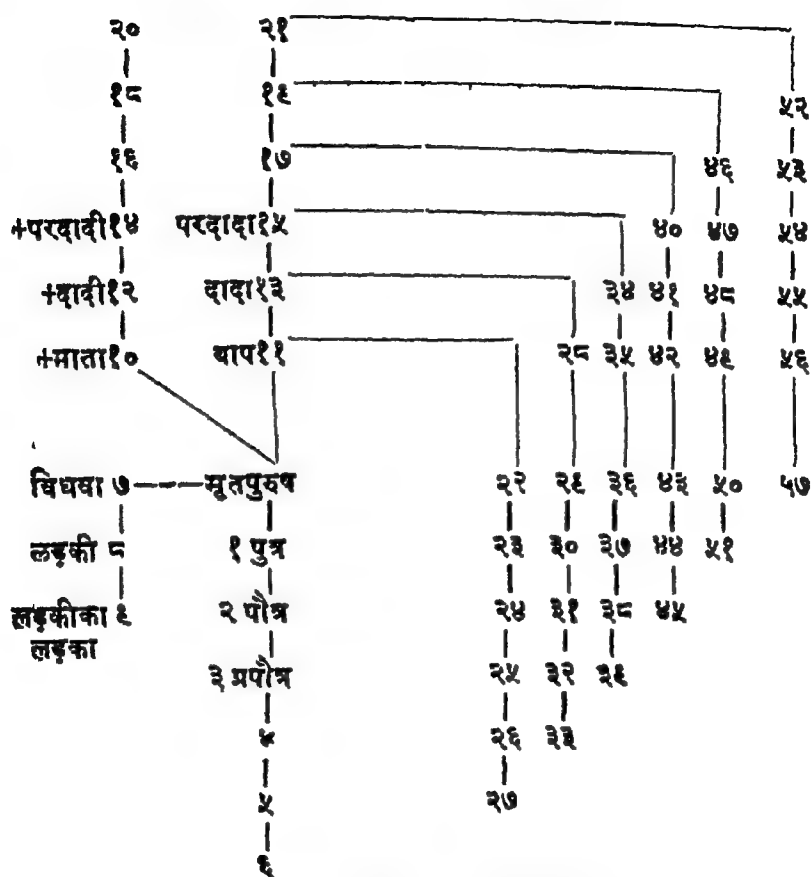 २० २१
१८ १९ ५२
१६ १७ ४६ ५३
+परदादी१४ परदादा१५ ४० ४७ ५४
+दादी१२ दादा१३ ३४ ४१ ४८ ५५
+माता१० बाप११ २८ ३५ ४२ ४९ ५६
विधवा ७ मृतपुरुष २२ २९ ३६ ४३ ५० ५७
लड़की ८ १ पुत्र २३ ३० ३७ ४४ ५१
लड़कीका ९ २ पौत्र २४ ३१ ३८ ४५
लड़का
३ प्रपौत्र २५ ३२ ३९
४ २६ ३३
५ २७
६